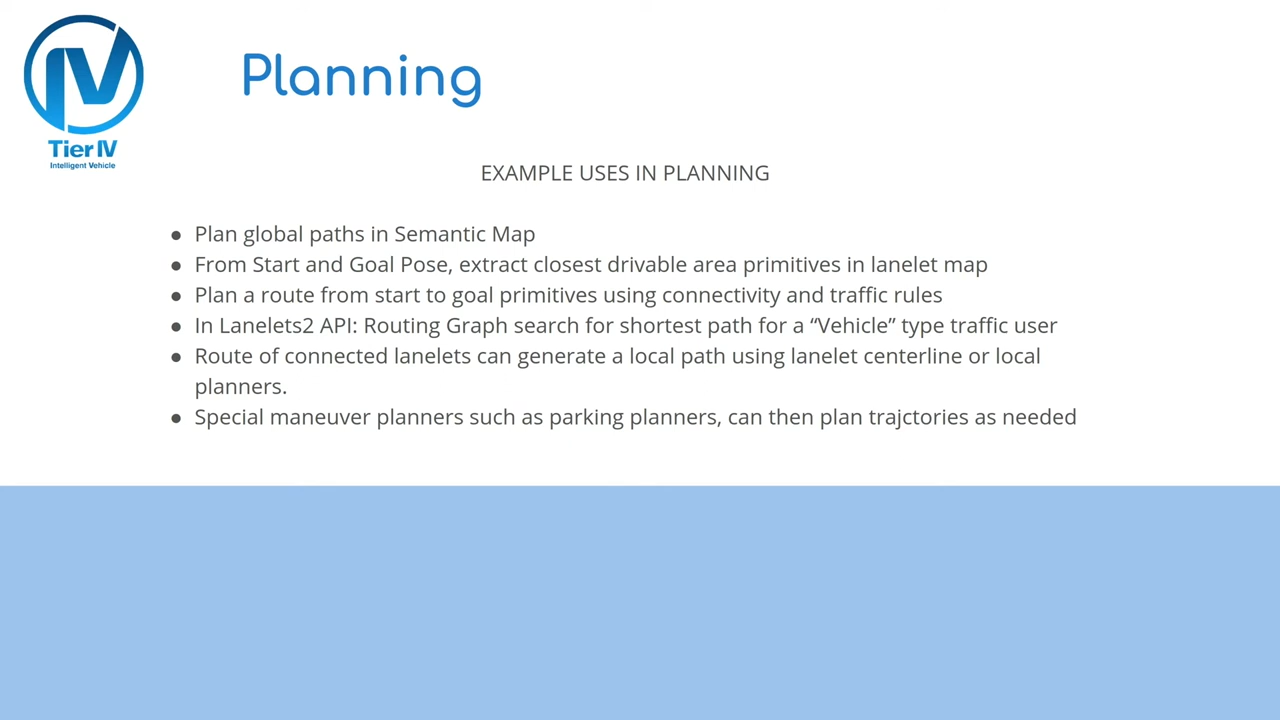 IV
Tier IV
Intelligent Vehicle
Planning
EXAMPLE USES IN PLANNING
● Plan global paths in Semantic Map
● From Start and Goal Pose, extract closest drivable area primitives in lanelet map
● Plan a route from start to goal primitives using connectivity and traffic rules
● In Lanelets2 API: Routing Graph search for shortest path for a “Vehicle” type traffic user
● Route of connected lanelets can generate a local path using lanelet centerline or local
planners.
● Special maneuver planners such as parking planners, can then plan trajctories as needed